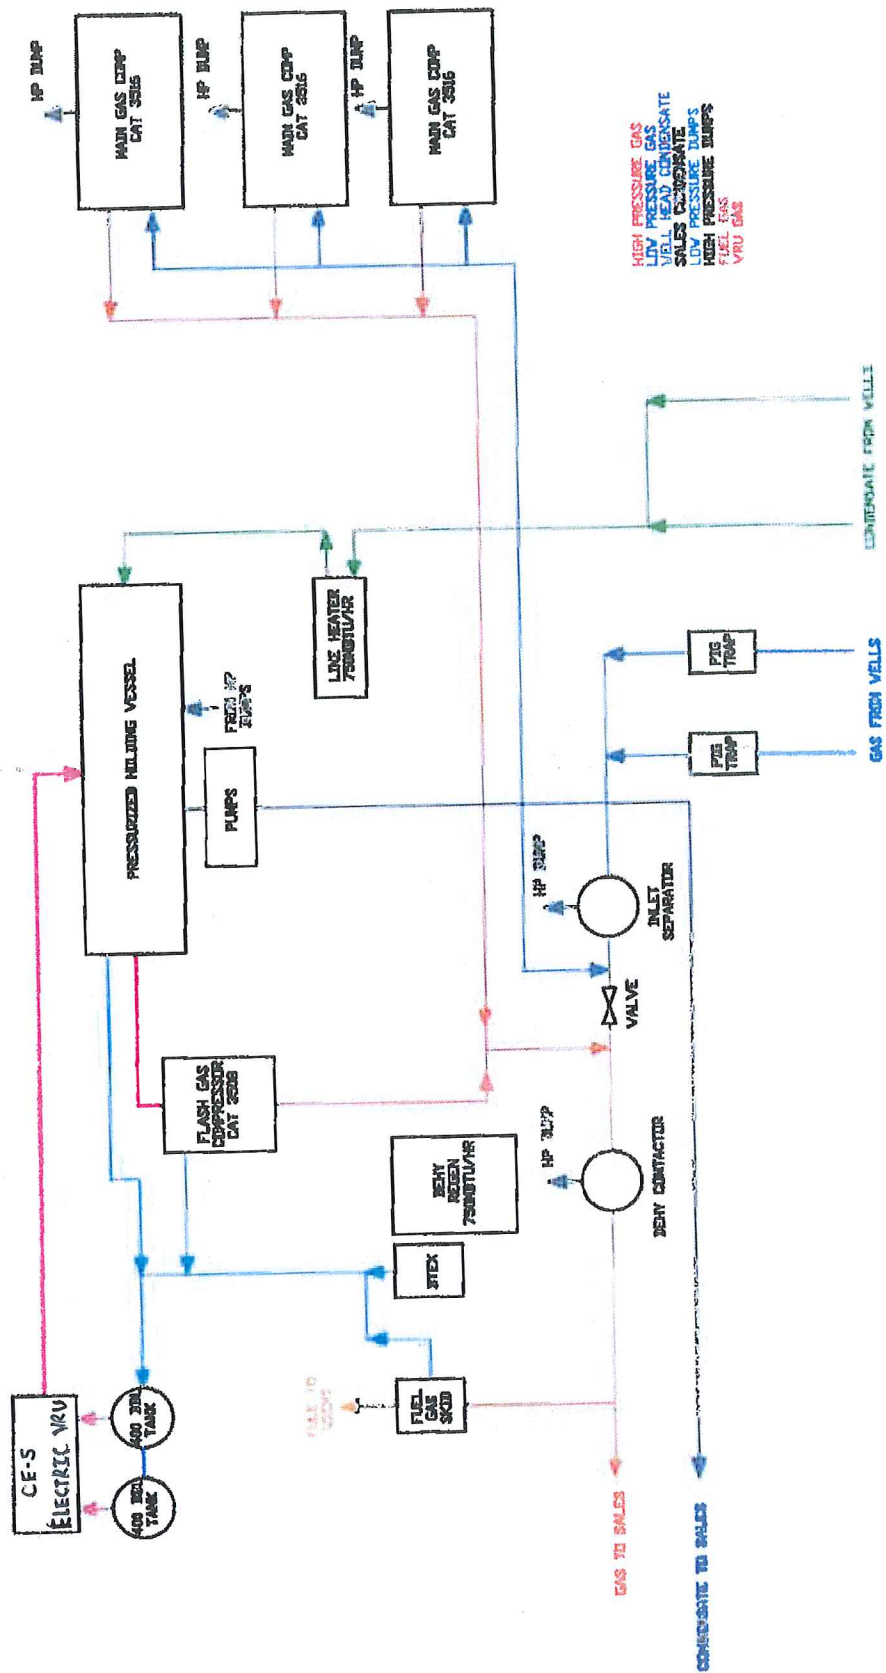 HP DUMP
MAIN GAS COMP
CAT 3516
HP DUMP
MAIN GAS COMP
CAT 3516
HP DUMP
MAIN GAS COMP
CAT 3516
HIGH PRESSURE GAS
LOW PRESSURE GAS
WELL HEAD CONDENSATE
SALES CONDENSATE
LOW PRESSURE DUMPS
HIGH PRESSURE DUMPS
FUEL GAS
VRU GAS
PRESSURIZED HOLDING VESSEL
FROM HP
DUMPS
PUMPS
LINE HEATER
750MBTU/HR
CONDENSATE FROM WELLS
PIG
TRAP
PIG
TRAP
GAS FROM WELLS
HP DUMP
INLET
SEPARATOR
VALVE
FLASH GAS
COMPRESSOR
CAT 3508
DEHY
REGEN
750MBTU/HR
HP DUMP
DEHY CONTACTOR
BTEX
CE-5
ELECTRIC VRU
400 BBL
TANK
400 BBL
TANK
FUEL TO
FUEL
GAS
SKID
GAS TO SALES
CONDENSATE TO SALES